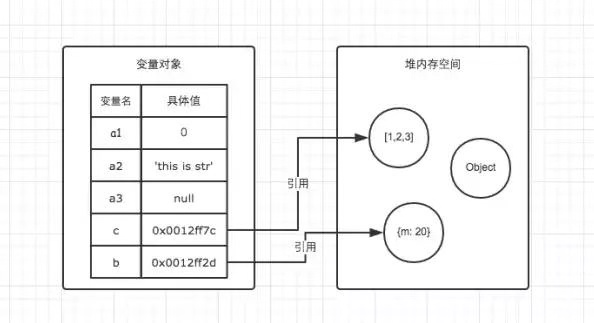 变量对象
变量名 具体值
a1 0
a2 'this is str'
a3 null
c 0x0012ff7c
b 0x0012ff2d
引用
引用
堆内存空间
[1,2,3]
Object
{m: 20}